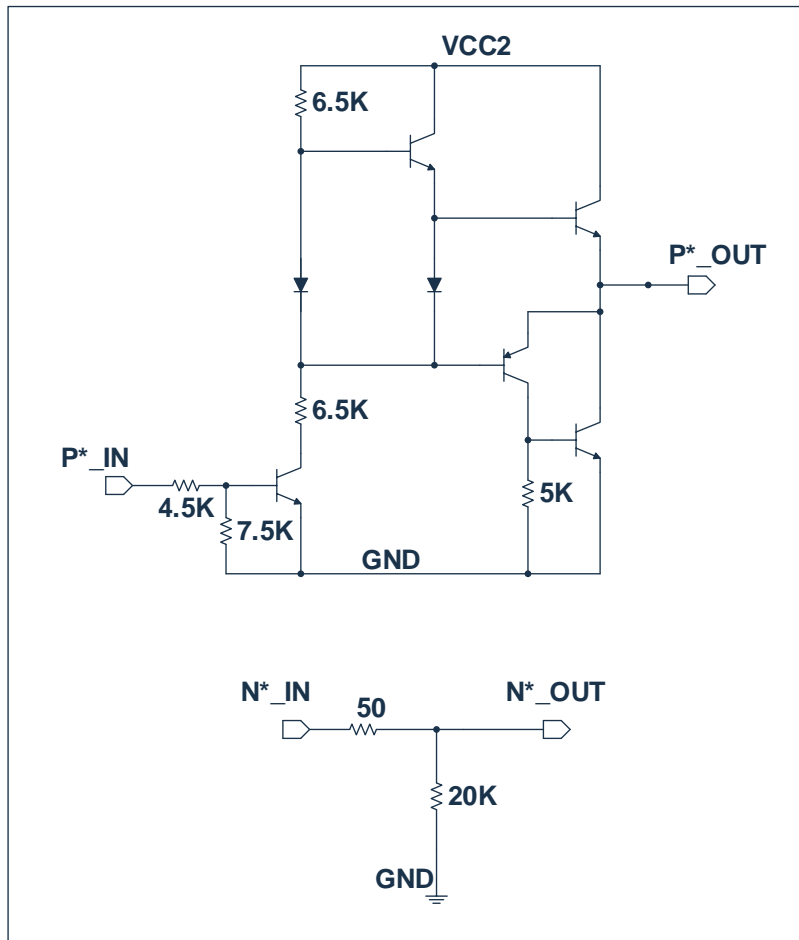 VCC2
6.5K
P*_OUT
6.5K
P*_IN
4.5K
5K
7.5K
GND
N*_IN
50
N*_OUT
20K
GND